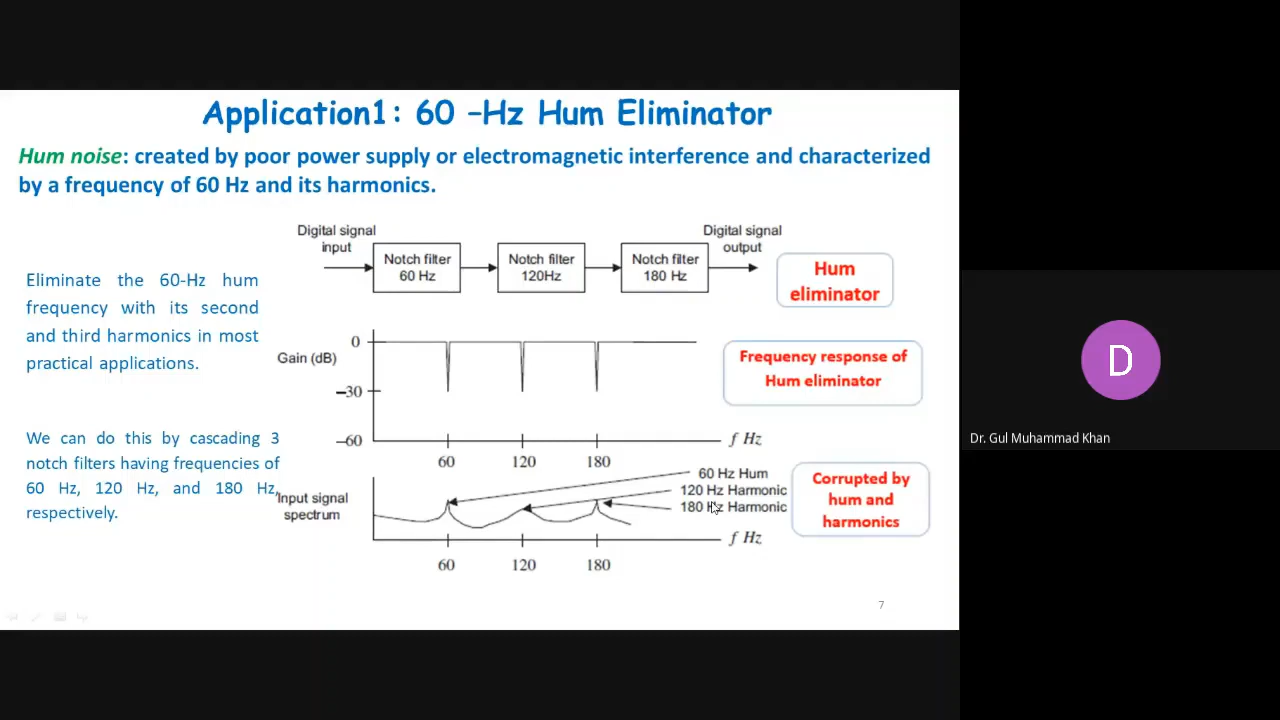 Application1: 60 –Hz Hum Eliminator
Hum noise: created by poor power supply or electromagnetic interference and characterized
by a frequency of 60 Hz and its harmonics.
Eliminate the 60-Hz hum
frequency with its second
and third harmonics in most
practical applications.
We can do this by cascading 3
notch filters having frequencies of
60 Hz, 120 Hz, and 180 Hz,
respectively.
Digital signal
input
Notch filter
60 Hz
Notch filter
120Hz
Notch filter
180 Hz
Digital signal
output
Hum
eliminator
Gain (dB)
0
–30
–60
60
120
180
f Hz
Frequency response of
Hum eliminator
Input signal
spectrum
60 Hz Hum
120 Hz Harmonic
180 Hz Harmonic
f Hz
60
120
180
Corrupted by
hum and
harmonics
7
D
Dr. Gul Muhammad Khan